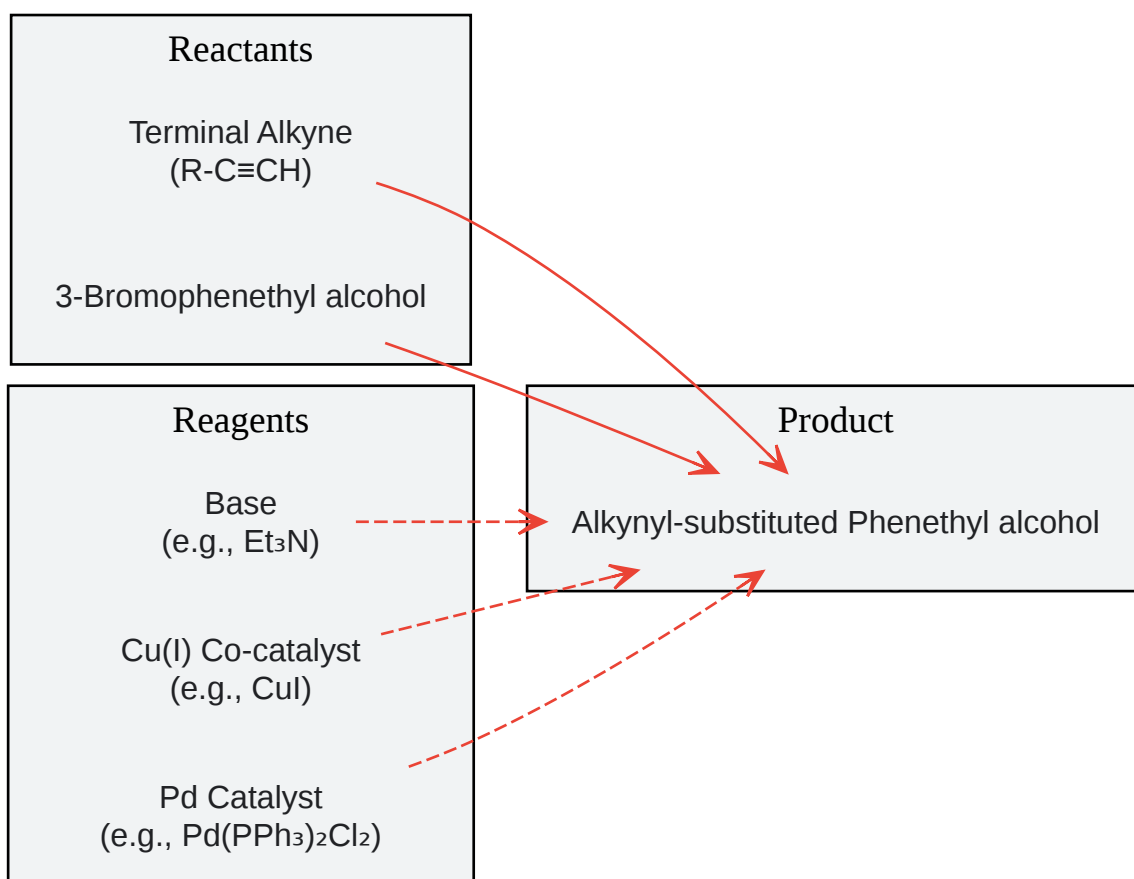 Reactants
Terminal Alkyne
(R-C≡CH)
3-Bromophenethyl alcohol
Reagents
Base
(e.g., Et₃N)
Cu(I) Co-catalyst
(e.g., CuI)
Pd Catalyst
(e.g., Pd(PPh₃)₂Cl₂)
Product
Alkynyl-substituted Phenethyl alcohol